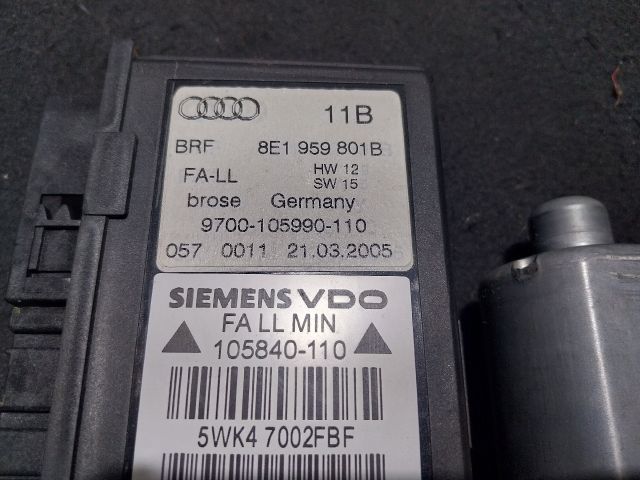 11B
BRF 8E1 959 801B
FA-LL HW 12
SW 15
brose Germany
9700-105990-110
057 0011 21.03.2005
SIEMENS VDO
FA LL MIN
105840-110
5WK4 7002FBF